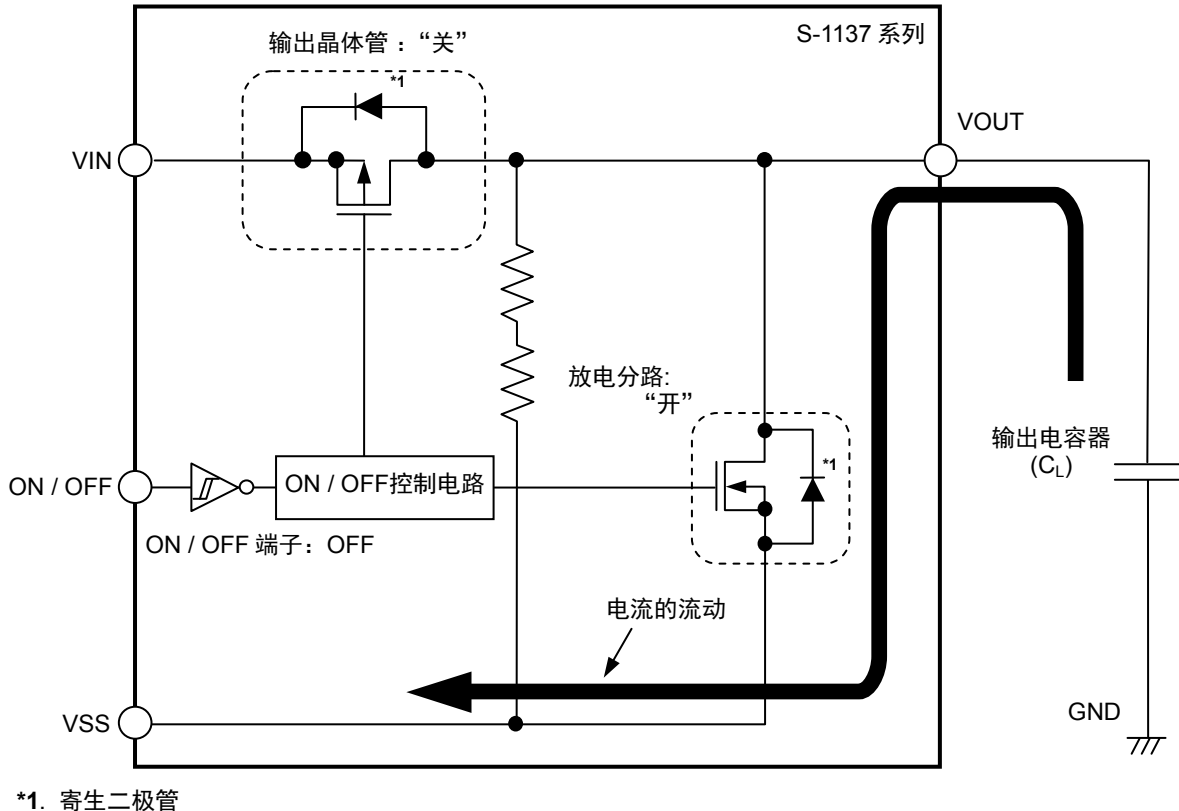 S-1137 系列
输出晶体管：“关”
*1
VOUT
VIN
放电分路:
“开”
*1
输出电容器
(CL)
ON / OFF
ON / OFF控制电路
ON / OFF 端子：OFF
电流的流动
VSS
GND
*1. 寄生二极管